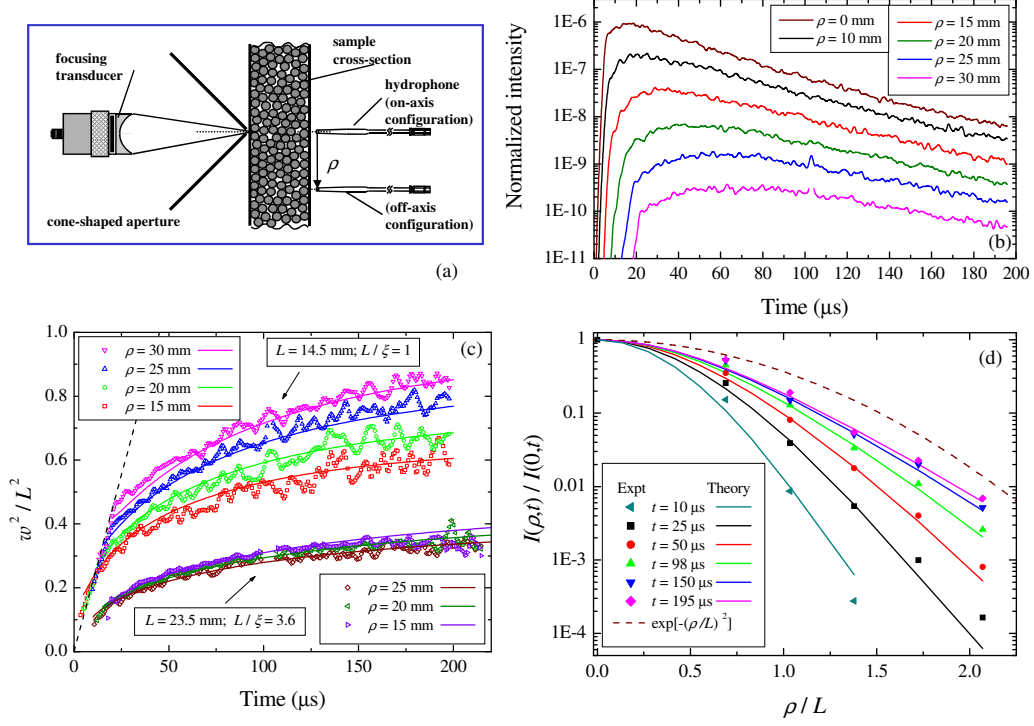 focusing
transducer
sample
cross-section
hydrophone
(on-axis
configuration)
ρ
cone-shaped aperture
(off-axis
configuration)
(a)
Normalized intensity
1E-6
1E-7
1E-8
1E-9
1E-10
1E-11
ρ = 0 mm
ρ = 10 mm
ρ = 15 mm
ρ = 20 mm
ρ = 25 mm
ρ = 30 mm
(b)
0 20 40 60 80 100 120 140 160 180 200
Time (μs)
w² / L²
1.0
0.8
0.6
0.4
0.2
0.0
ρ = 30 mm
ρ = 25 mm
ρ = 20 mm
ρ = 15 mm
L = 14.5 mm; L / ξ = 1
(c)
L = 23.5 mm; L / ξ = 3.6
ρ = 25 mm
ρ = 20 mm
ρ = 15 mm
0 50 100 150 200
Time (μs)
I(ρ,t) / I(0,t)
1
0.1
0.01
1E-3
1E-4
(d)
Expt Theory
t = 10 μs
t = 25 μs
t = 50 μs
t = 98 μs
t = 150 μs
t = 195 μs
exp[-(ρ/L)²]
0.0 0.5 1.0 1.5 2.0
ρ / L